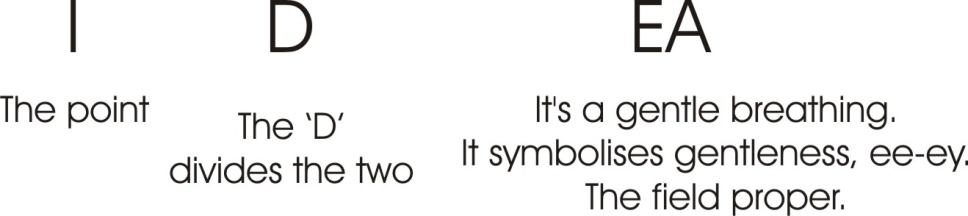 I D EA
The point
The ‘D’
divides the two
It's a gentle breathing.
It symbolises gentleness, ee-ey.
The field proper.